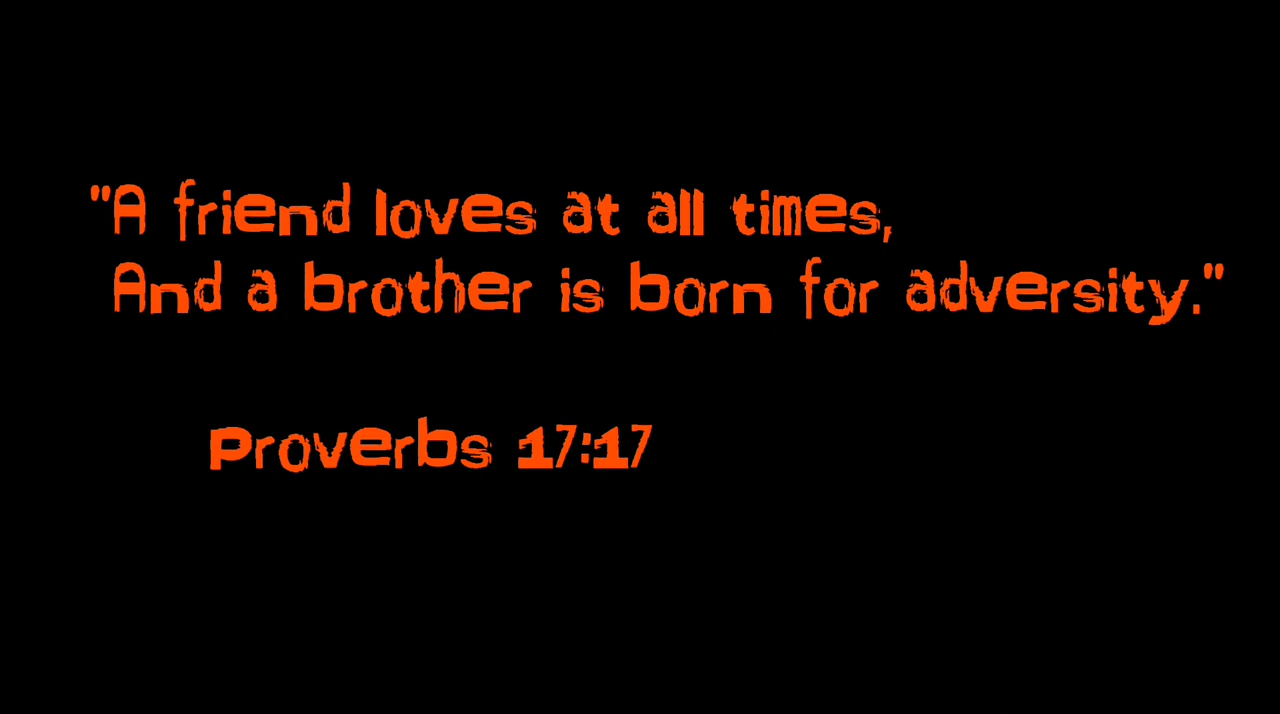 "A friend loves at all times,
And a brother is born for adversity."
Proverbs 17:17